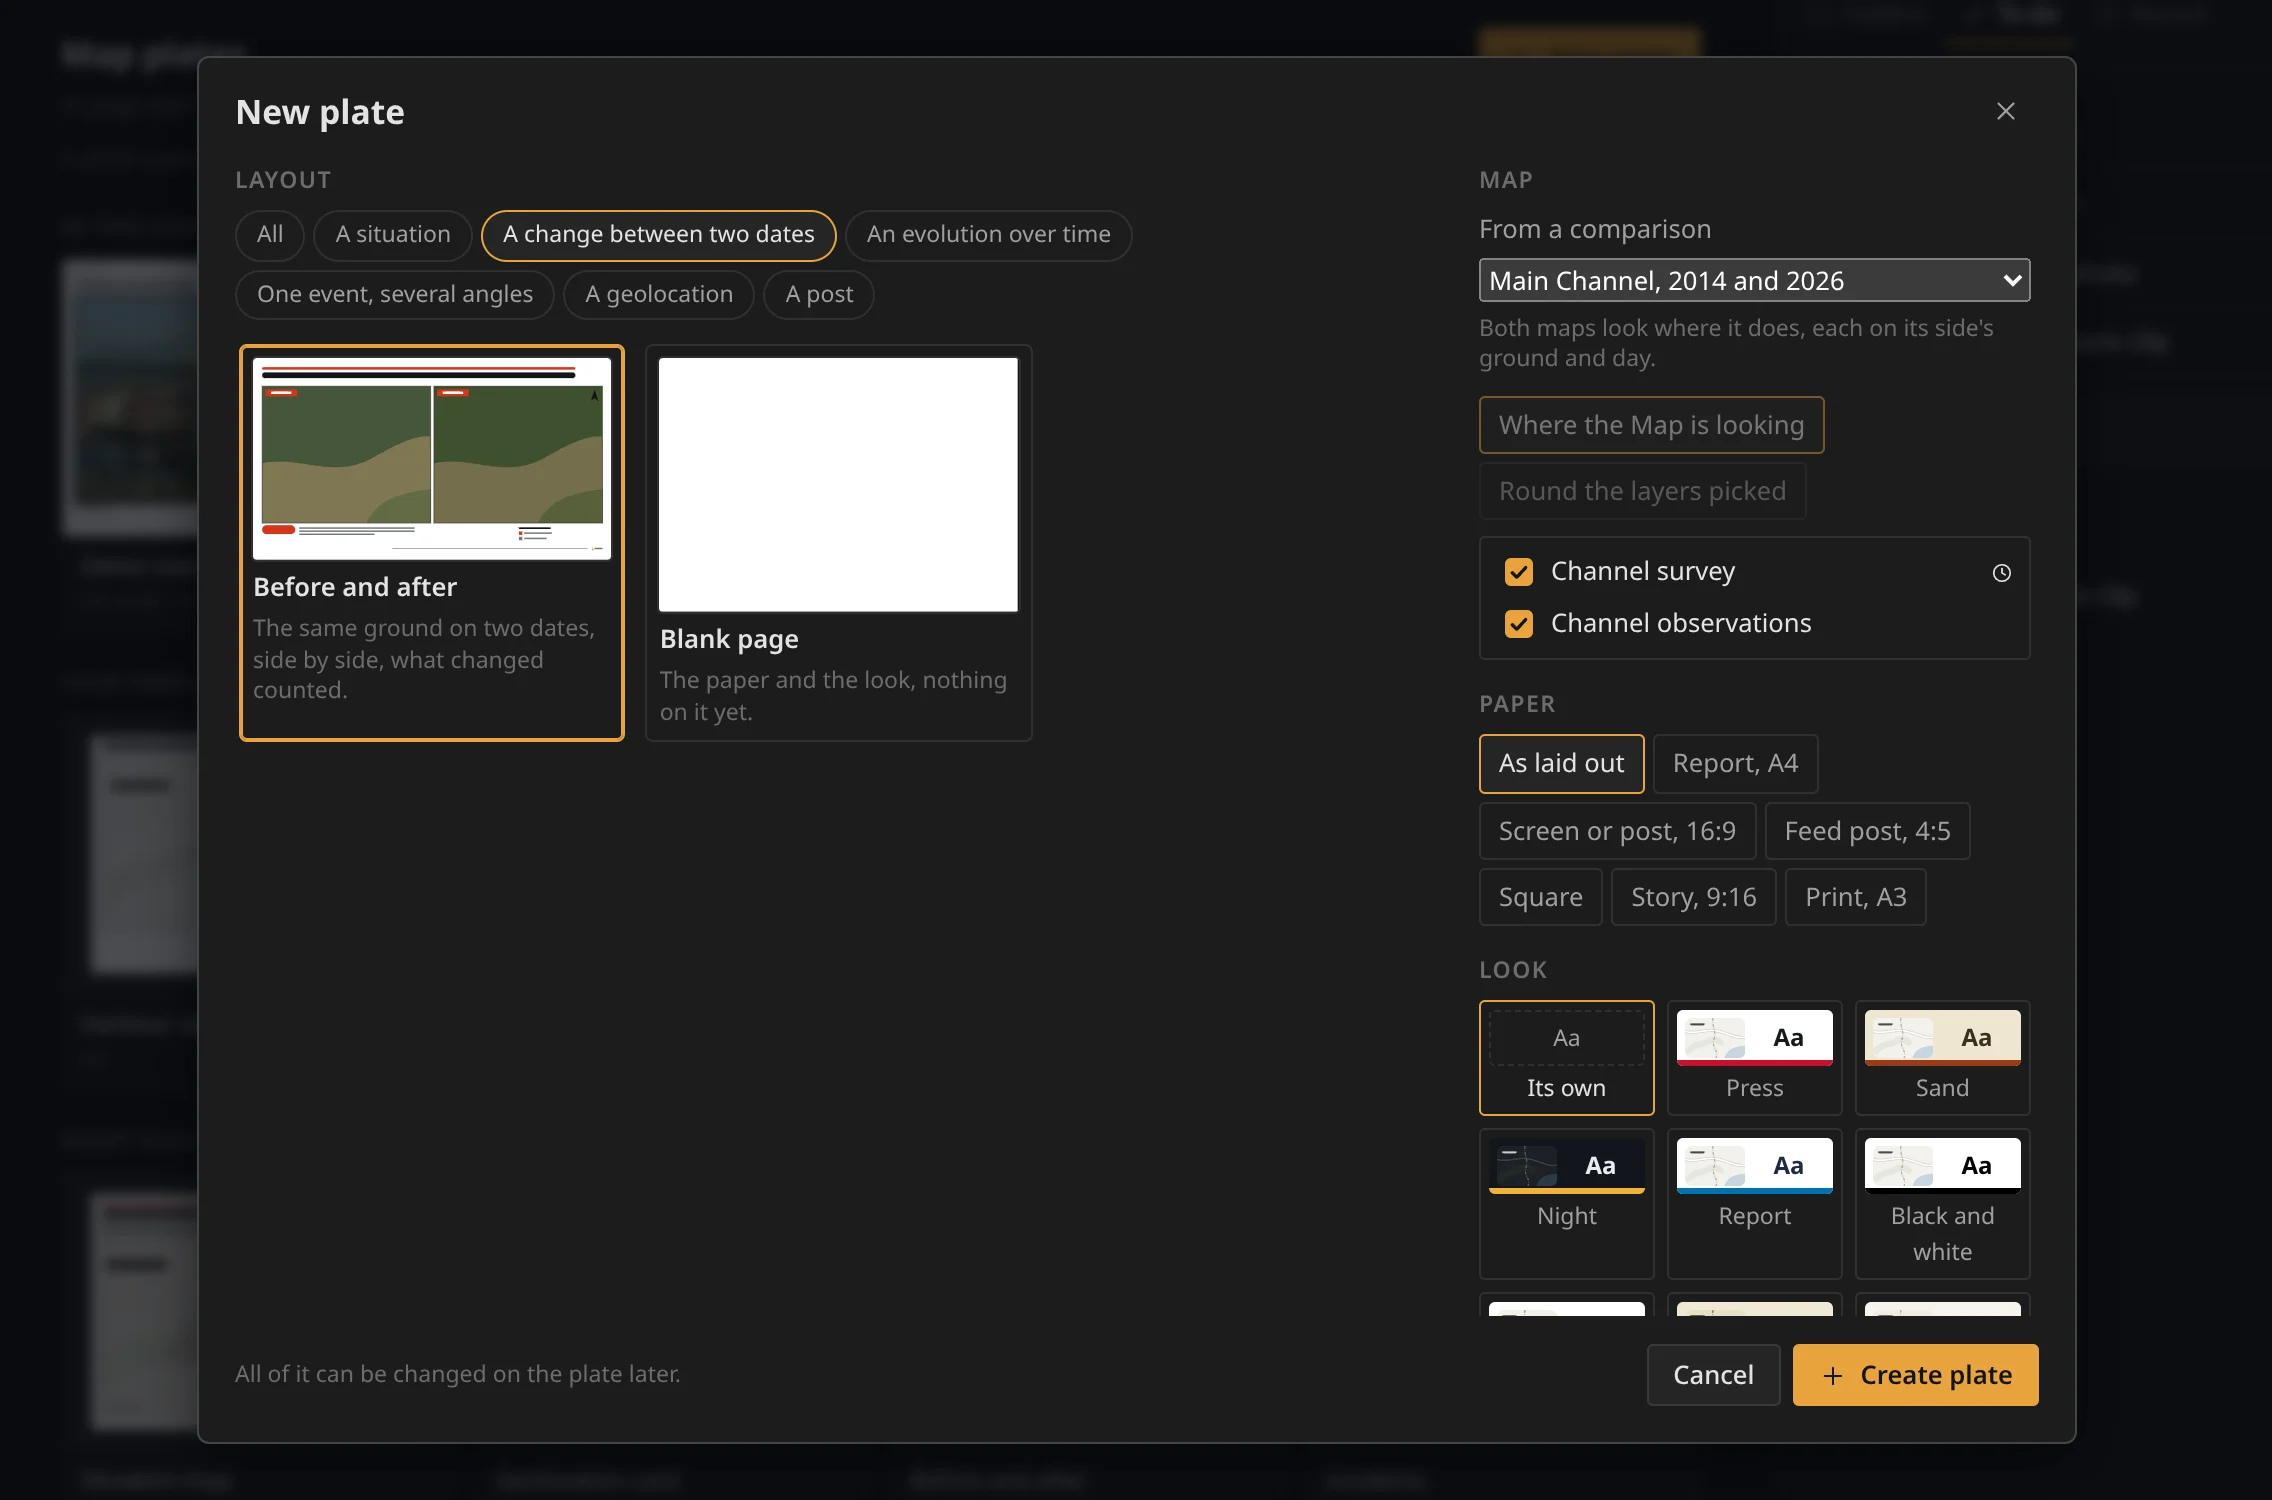 New plate
LAYOUT
All
A situation
A change between two dates
An evolution over time
One event, several angles
A geolocation
A post
Before and after
The same ground on two dates,
side by side, what changed
counted.
Blank page
The paper and the look, nothing
on it yet.
MAP
From a comparison
Main Channel, 2014 and 2026
Both maps look where it does, each on its side's
ground and day.
Where the Map is looking
Round the layers picked
Channel survey
Channel observations
PAPER
As laid out
Report, A4
Screen or post, 16:9
Feed post, 4:5
Square
Story, 9:16
Print, A3
LOOK
Aa
Its own
Aa
Press
Aa
Sand
Aa
Night
Aa
Report
Aa
Black and
white
All of it can be changed on the plate later.
Cancel
+ Create plate